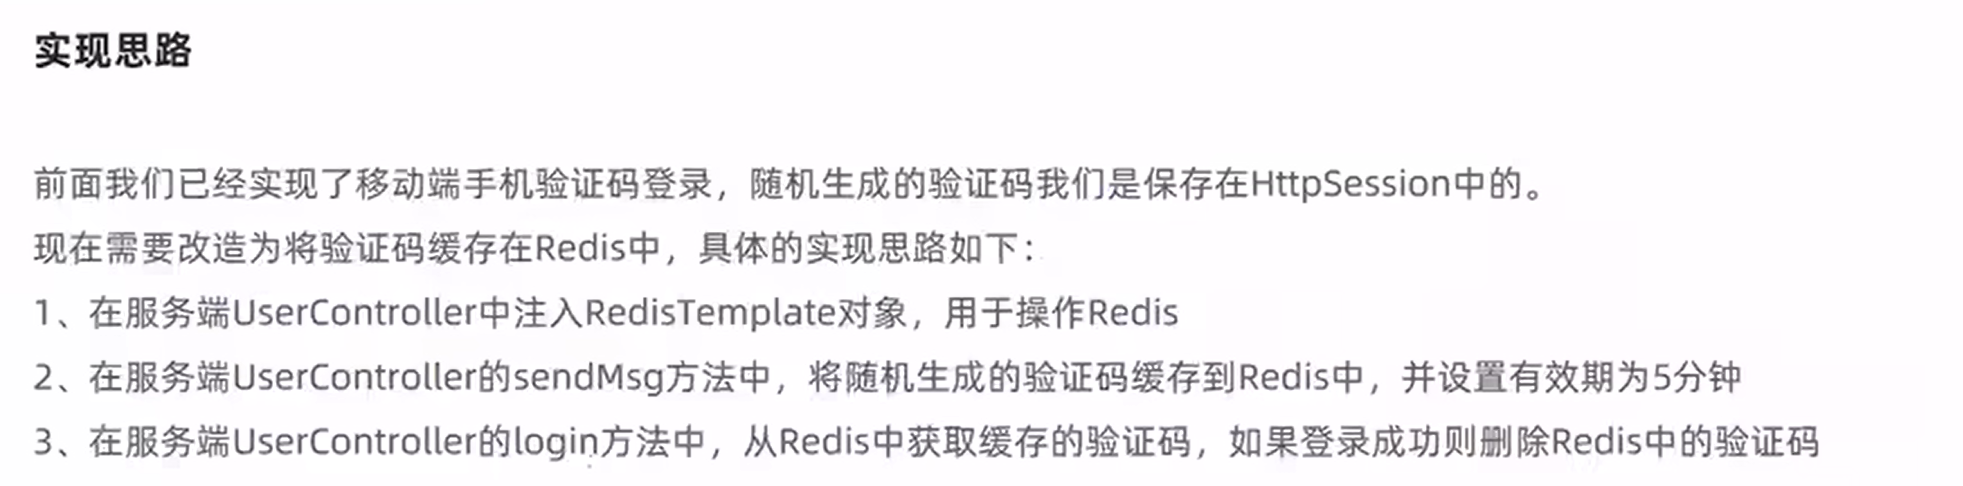 实现思路
前面我们已经实现了移动端手机验证码登录，随机生成的验证码我们是保存在HttpSession中的。
现在需要改造为将验证码缓存在Redis中，具体的实现思路如下：
1、在服务端UserController中注入RedisTemplate对象，用于操作Redis
2、在服务端UserController的sendMsg方法中，将随机生成的验证码缓存到Redis中，并设置有效期为5分钟
3、在服务端UserController的login方法中，从Redis中获取缓存的验证码，如果登录成功则删除Redis中的验证码